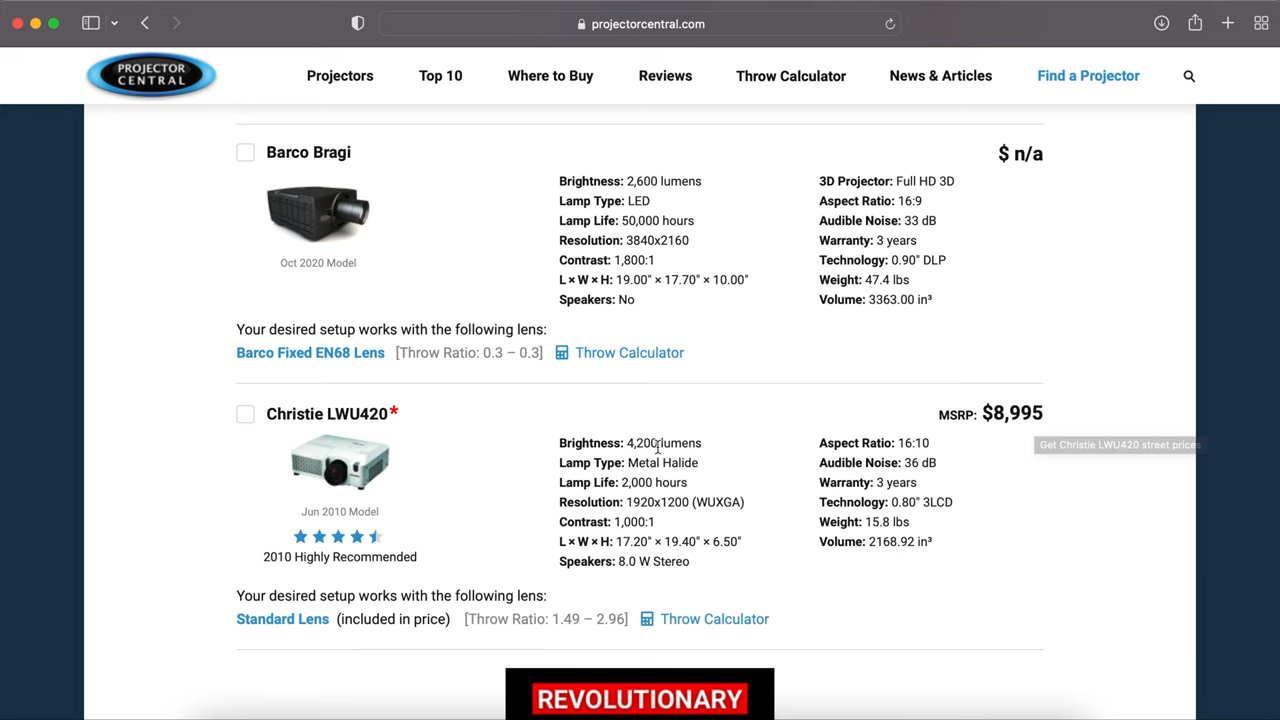 projectorcentral.com
PROJECTOR
CENTRAL
Projectors
Top 10
Where to Buy
Reviews
Throw Calculator
News & Articles
Find a Projector
Barco Bragi
$ n/a
Oct 2020 Model
Brightness: 2,600 lumens
Lamp Type: LED
Lamp Life: 50,000 hours
Resolution: 3840x2160
Contrast: 1,800:1
L × W × H: 19.00" × 17.70" × 10.00"
Speakers: No
3D Projector: Full HD 3D
Aspect Ratio: 16:9
Audible Noise: 33 dB
Warranty: 3 years
Technology: 0.90" DLP
Weight: 47.4 lbs
Volume: 3363.00 in³
Your desired setup works with the following lens:
Barco Fixed EN68 Lens [Throw Ratio: 0.3 – 0.3] Throw Calculator
Christie LWU420*
MSRP: $8,995
Get Christie LWU420 street prices
Jun 2010 Model
2010 Highly Recommended
Brightness: 4,200 lumens
Lamp Type: Metal Halide
Lamp Life: 2,000 hours
Resolution: 1920x1200 (WUXGA)
Contrast: 1,000:1
L × W × H: 17.20" × 19.40" × 6.50"
Speakers: 8.0 W Stereo
Aspect Ratio: 16:10
Audible Noise: 36 dB
Warranty: 3 years
Technology: 0.80" 3LCD
Weight: 15.8 lbs
Volume: 2168.92 in³
Your desired setup works with the following lens:
Standard Lens (included in price) [Throw Ratio: 1.49 – 2.96] Throw Calculator
REVOLUTIONARY